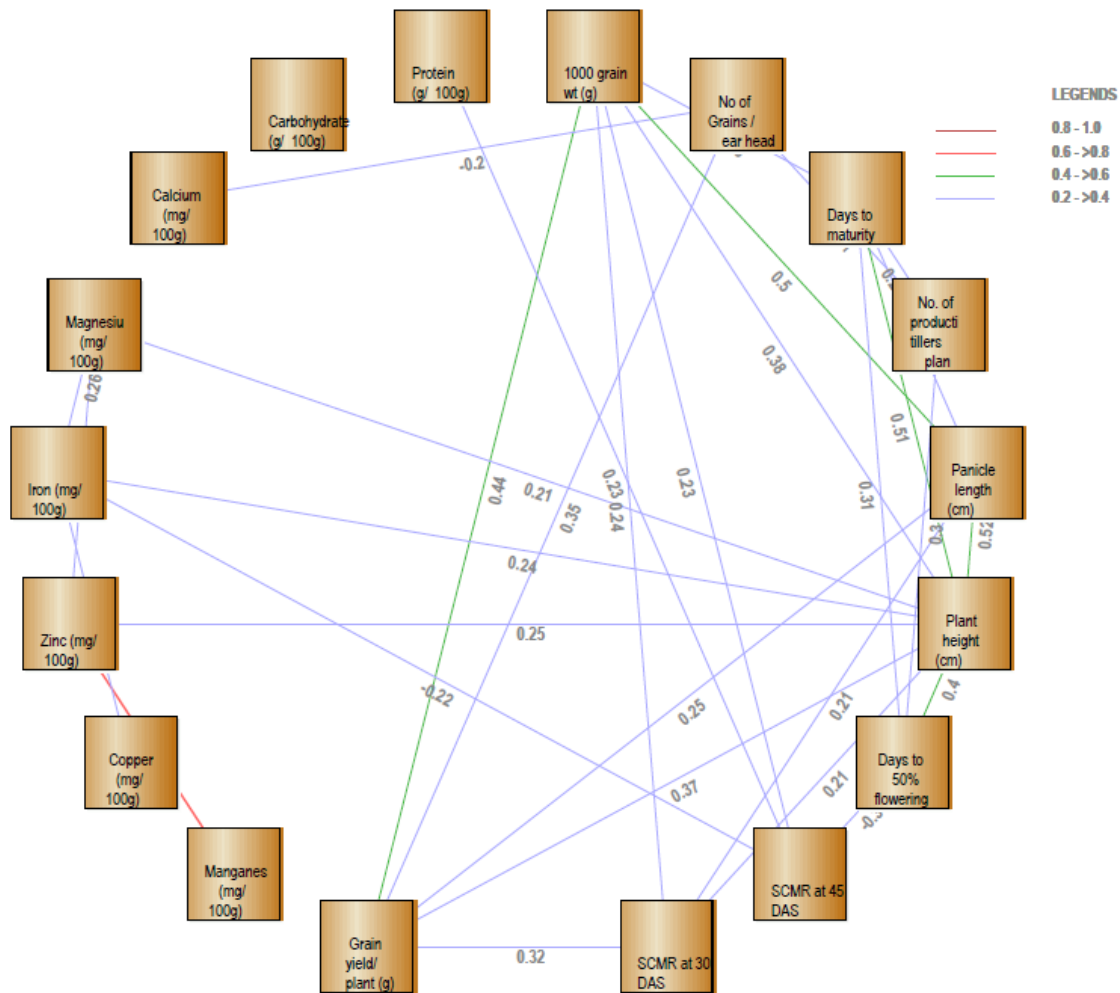 Protein
(g/ 100g)
1000 grain
wt (g)
No of
Grains /
ear head
Carbohydrate
(g/ 100g)
LEGENDS
0.8 - 1.0
0.6 - >0.8
0.4 - >0.6
0.2 - >0.4
-0.2
Calcium
(mg/
100g)
Days to
maturity
0.5
No. of
producti
tillers
plan
Magnesiu
(mg/
100g)
0.38
0.26
0.51
0.31
0.44
0.35
0.21
0.23
0.24
0.23
0.3
0.52
Panicle
length
(cm)
Iron (mg/
100g)
0.24
Zinc (mg/
100g)
0.25
Plant
height
(cm)
-0.22
0.25
0.21
0.4
Copper
(mg/
100g)
0.37
0.21
Days to
50%
flowering
Manganes
(mg/
100g)
SCMR at 45
DAS
Grain
yield/
plant (g)
0.32
SCMR at 30
DAS